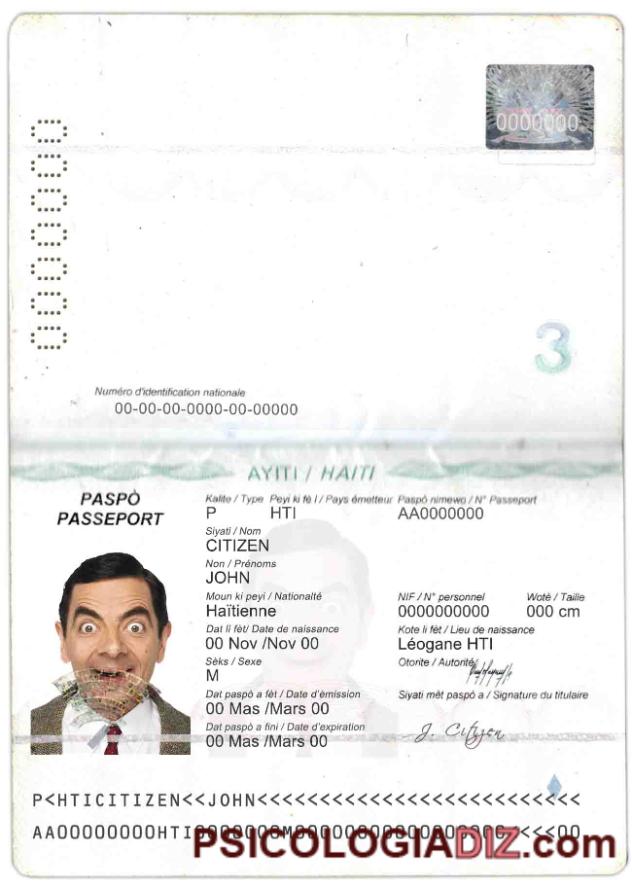 0000000
0000000
3
Numéro d'identification nationale
00-00-00-0000-00-00000
AYITI / HAITI
PASPÒ
PASSEPORT
Kalite / Type Peyi ki fè l / Pays émetteur Paspò nimewo / N° Passeport
P HTI AA0000000
Siyati / Nom
CITIZEN
Non / Prénoms
JOHN
Moun ki peyi / Nationalté NIF / N° personnel Wotè / Taille
Haïtienne 0000000000 000 cm
Dat li fèt/ Date de naissance Kote li fèt / Lieu de naissance
00 Nov /Nov 00 Léogane HTI
Sèks / Sexe Otorite / Autorité
M
Dat paspò a fèt / Date d'émission Siyati mèt paspò a / Signature du titulaire
00 Mas /Mars 00
Dat paspò a fini / Date d'expiration
00 Mas /Mars 00 J. Citizen
P<HTICITIZEN<<JOHN<<<<<<<<<<<<<<<<<<<<<<<<<<
PSICOLOGIADIZ.com